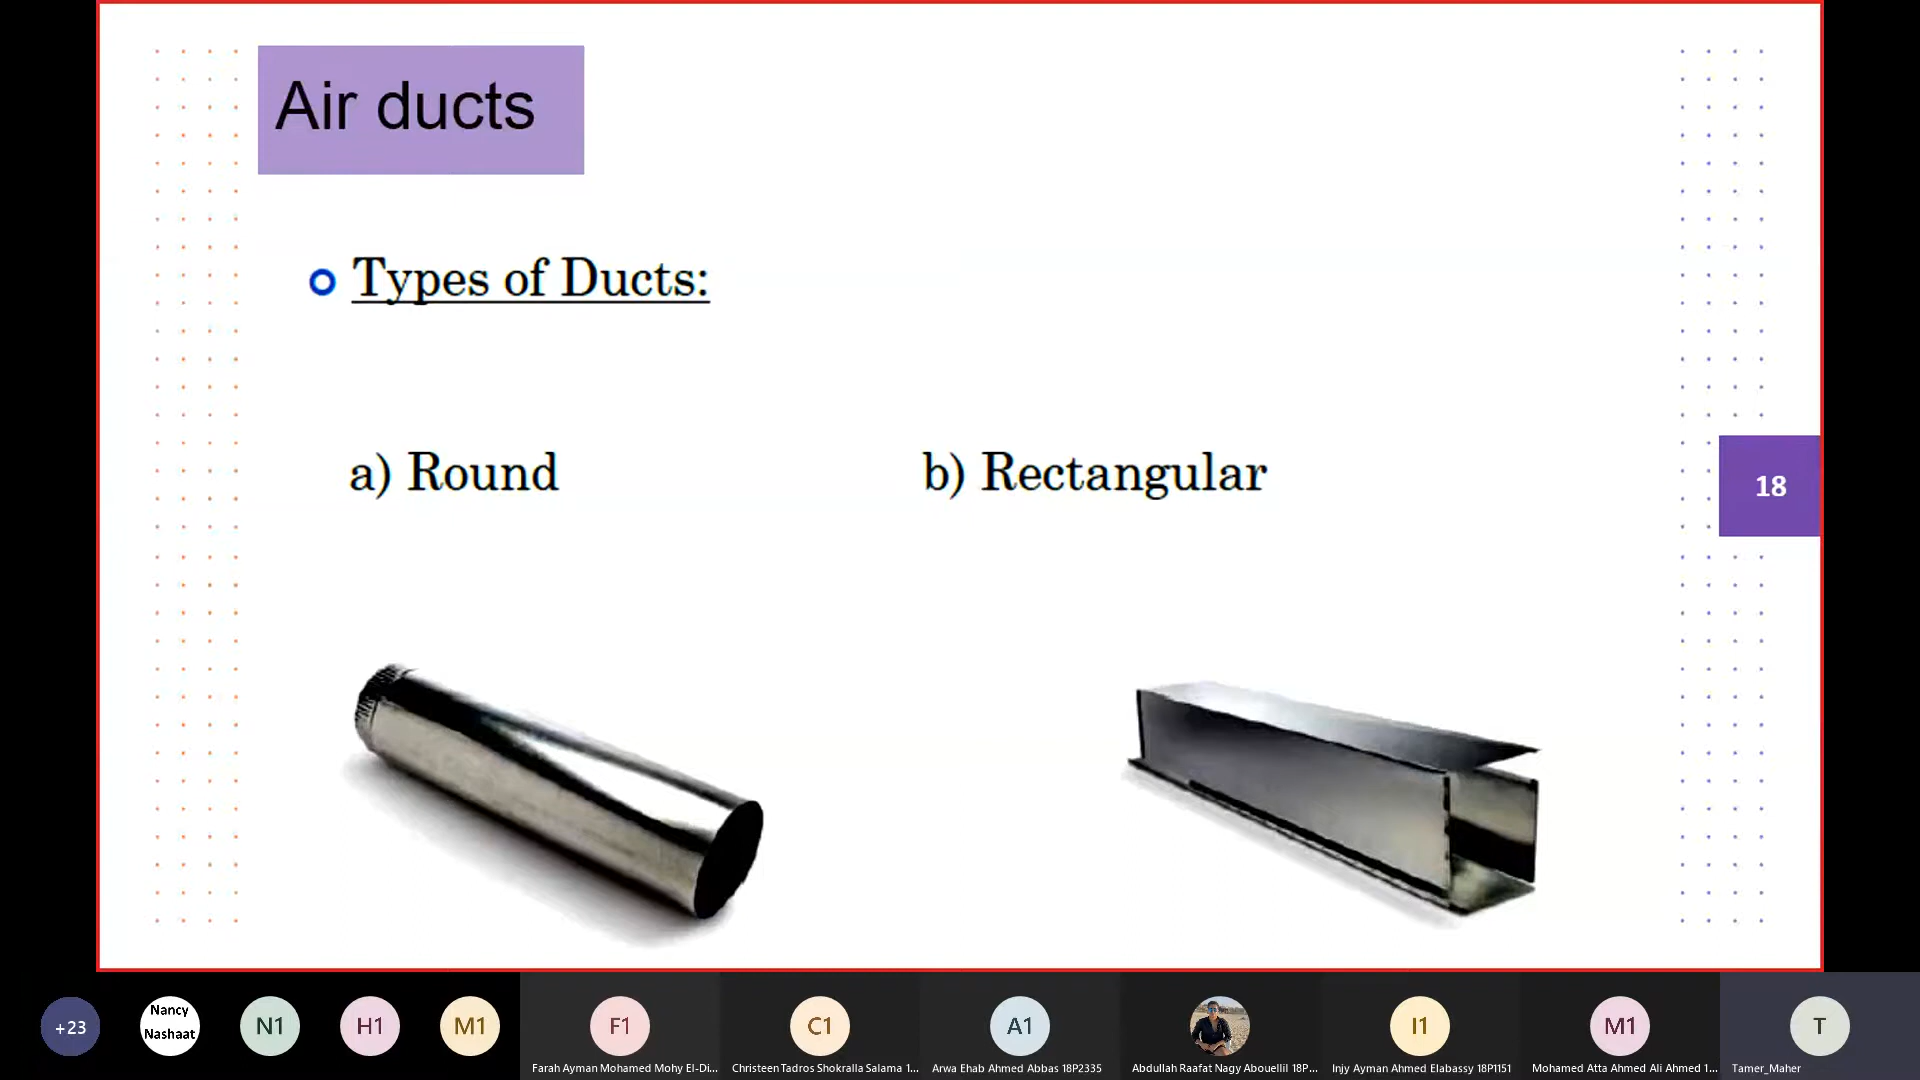 Air ducts
Types of Ducts:
a) Round
b) Rectangular
18
+23
Nancy
Nashaat
N1
H1
M1
F1
C1
A1
I1
M1
T
Farah Ayman Mohamed Mohy El-Di...
Christeen Tadros Shokralla Salama 1...
Arwa Ehab Ahmed Abbas 18P2335
Abdullah Raafat Nagy Abouellil 18P...
Injy Ayman Ahmed Elabassy 18P1151
Mohamed Atta Ahmed Ali Ahmed 1...
Tamer_Maher